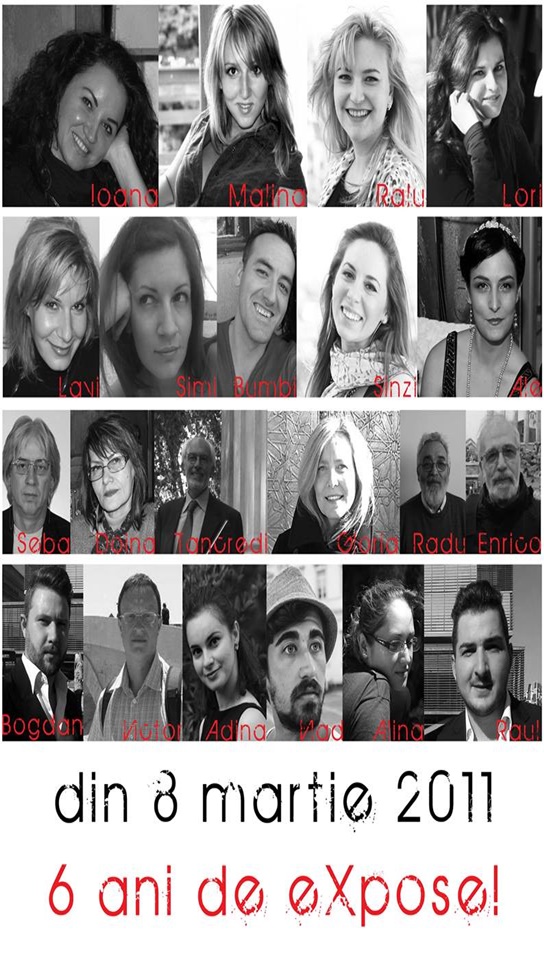 Ioana Malina Ralu Lori
Lavi Simi Bumbi Sinzi Ale
Seba Doina Tancredi Gloria Radu Enrico
Bogdan Victor Adina Vlad Alina Raul
din 8 martie 2011
6 ani de eXpose!